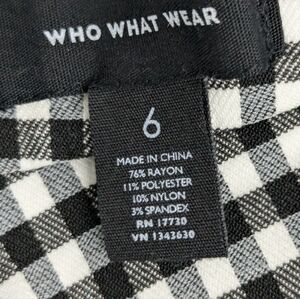 WHO WHAT WEAR
6
MADE IN CHINA
76% RAYON
11% POLYESTER
10% NYLON
3% SPANDEX
RN 17730
VN 1343630